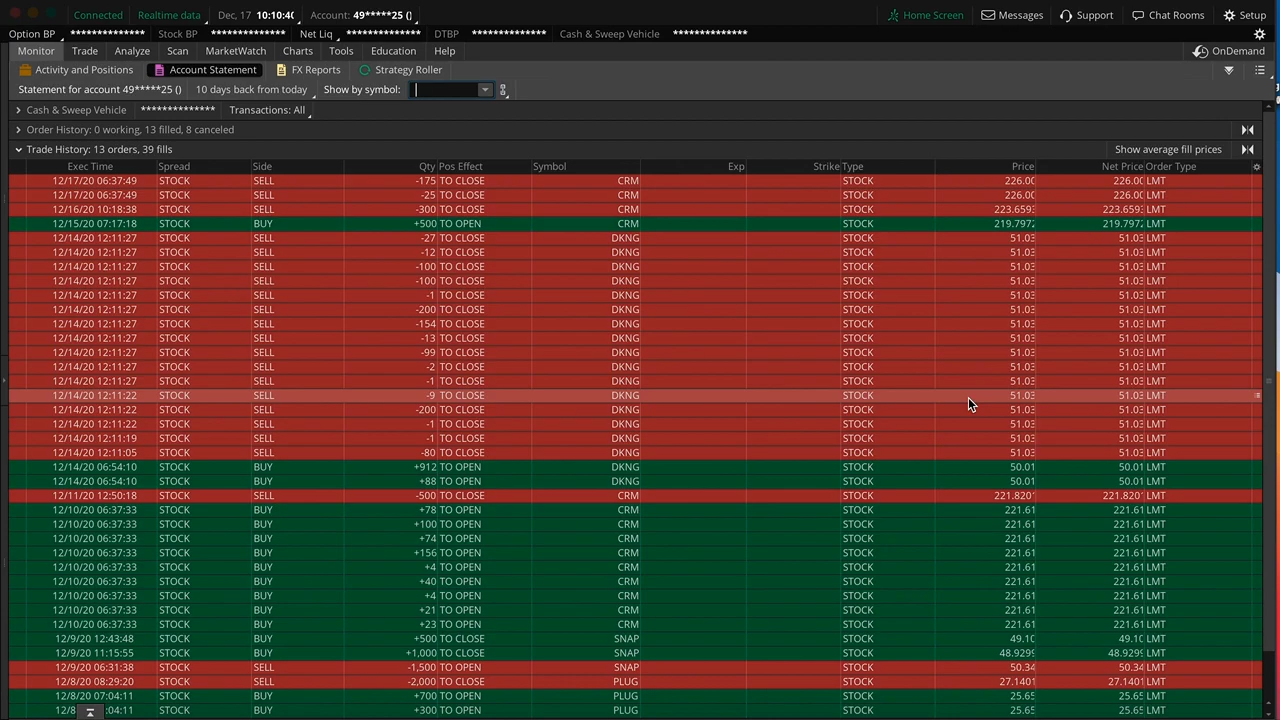 Connected Realtime data Dec, 17 10:10:40 Account: 49*****25 () Home Screen Messages Support Chat Rooms Setup
Option BP ************** Stock BP ************** Net Liq ************** DTBP ************** Cash & Sweep Vehicle **************
Monitor Trade Analyze Scan MarketWatch Charts Tools Education Help OnDemand
Activity and Positions Account Statement FX Reports Strategy Roller
Statement for account 49*****25 () 10 days back from today Show by symbol:
Cash & Sweep Vehicle ************** Transactions: All
Order History: 0 working, 13 filled, 8 canceled
Trade History: 13 orders, 39 fills Show average fill prices
Exec Time Spread Side Qty Pos Effect Symbol Exp Strike Type Price Net Price Order Type
12/17/20 06:37:49 STOCK SELL -175 TO CLOSE CRM STOCK 226.00 226.00 LMT
12/17/20 06:37:49 STOCK SELL -25 TO CLOSE CRM STOCK 226.00 226.00 LMT
12/16/20 10:18:38 STOCK SELL -300 TO CLOSE CRM STOCK 223.6593 223.6593 LMT
12/15/20 07:17:18 STOCK BUY +500 TO OPEN CRM STOCK 219.7972 219.7972 LMT
12/14/20 12:11:27 STOCK SELL -27 TO CLOSE DKNG STOCK 51.03 51.03 LMT
12/14/20 12:11:27 STOCK SELL -12 TO CLOSE DKNG STOCK 51.03 51.03 LMT
12/14/20 12:11:27 STOCK SELL -100 TO CLOSE DKNG STOCK 51.03 51.03 LMT
12/14/20 12:11:27 STOCK SELL -100 TO CLOSE DKNG STOCK 51.03 51.03 LMT
12/14/20 12:11:27 STOCK SELL -1 TO CLOSE DKNG STOCK 51.03 51.03 LMT
12/14/20 12:11:27 STOCK SELL -200 TO CLOSE DKNG STOCK 51.03 51.03 LMT
12/14/20 12:11:27 STOCK SELL -154 TO CLOSE DKNG STOCK 51.03 51.03 LMT
12/14/20 12:11:27 STOCK SELL -13 TO CLOSE DKNG STOCK 51.03 51.03 LMT
12/14/20 12:11:27 STOCK SELL -99 TO CLOSE DKNG STOCK 51.03 51.03 LMT
12/14/20 12:11:27 STOCK SELL -2 TO CLOSE DKNG STOCK 51.03 51.03 LMT
12/14/20 12:11:27 STOCK SELL -1 TO CLOSE DKNG STOCK 51.03 51.03 LMT
12/14/20 12:11:22 STOCK SELL -9 TO CLOSE DKNG STOCK 51.03 51.03 LMT
12/14/20 12:11:22 STOCK SELL -200 TO CLOSE DKNG STOCK 51.03 51.03 LMT
12/14/20 12:11:22 STOCK SELL -1 TO CLOSE DKNG STOCK 51.03 51.03 LMT
12/14/20 12:11:19 STOCK SELL -1 TO CLOSE DKNG STOCK 51.03 51.03 LMT
12/14/20 12:11:05 STOCK SELL -80 TO CLOSE DKNG STOCK 51.03 51.03 LMT
12/14/20 06:54:10 STOCK BUY +912 TO OPEN DKNG STOCK 50.01 50.01 LMT
12/14/20 06:54:10 STOCK BUY +88 TO OPEN DKNG STOCK 50.01 50.01 LMT
12/11/20 12:50:18 STOCK SELL -500 TO CLOSE CRM STOCK 221.8201 221.8201 LMT
12/10/20 06:37:33 STOCK BUY +78 TO OPEN CRM STOCK 221.61 221.61 LMT
12/10/20 06:37:33 STOCK BUY +100 TO OPEN CRM STOCK 221.61 221.61 LMT
12/10/20 06:37:33 STOCK BUY +74 TO OPEN CRM STOCK 221.61 221.61 LMT
12/10/20 06:37:33 STOCK BUY +156 TO OPEN CRM STOCK 221.61 221.61 LMT
12/10/20 06:37:33 STOCK BUY +4 TO OPEN CRM STOCK 221.61 221.61 LMT
12/10/20 06:37:33 STOCK BUY +40 TO OPEN CRM STOCK 221.61 221.61 LMT
12/10/20 06:37:33 STOCK BUY +4 TO OPEN CRM STOCK 221.61 221.61 LMT
12/10/20 06:37:33 STOCK BUY +21 TO OPEN CRM STOCK 221.61 221.61 LMT
12/10/20 06:37:33 STOCK BUY +23 TO OPEN CRM STOCK 221.61 221.61 LMT
12/9/20 12:43:48 STOCK BUY +500 TO CLOSE SNAP STOCK 49.10 49.10 LMT
12/9/20 11:15:55 STOCK BUY +1,000 TO CLOSE SNAP STOCK 48.9299 48.9299 LMT
12/9/20 06:31:38 STOCK SELL -1,500 TO OPEN SNAP STOCK 50.34 50.34 LMT
12/8/20 08:29:20 STOCK SELL -2,000 TO CLOSE PLUG STOCK 27.1401 27.1401 LMT
12/8/20 07:04:11 STOCK BUY +700 TO OPEN PLUG STOCK 25.65 25.65 LMT
12/8 :04:11 STOCK BUY +300 TO OPEN PLUG STOCK 25.65 25.65 LMT